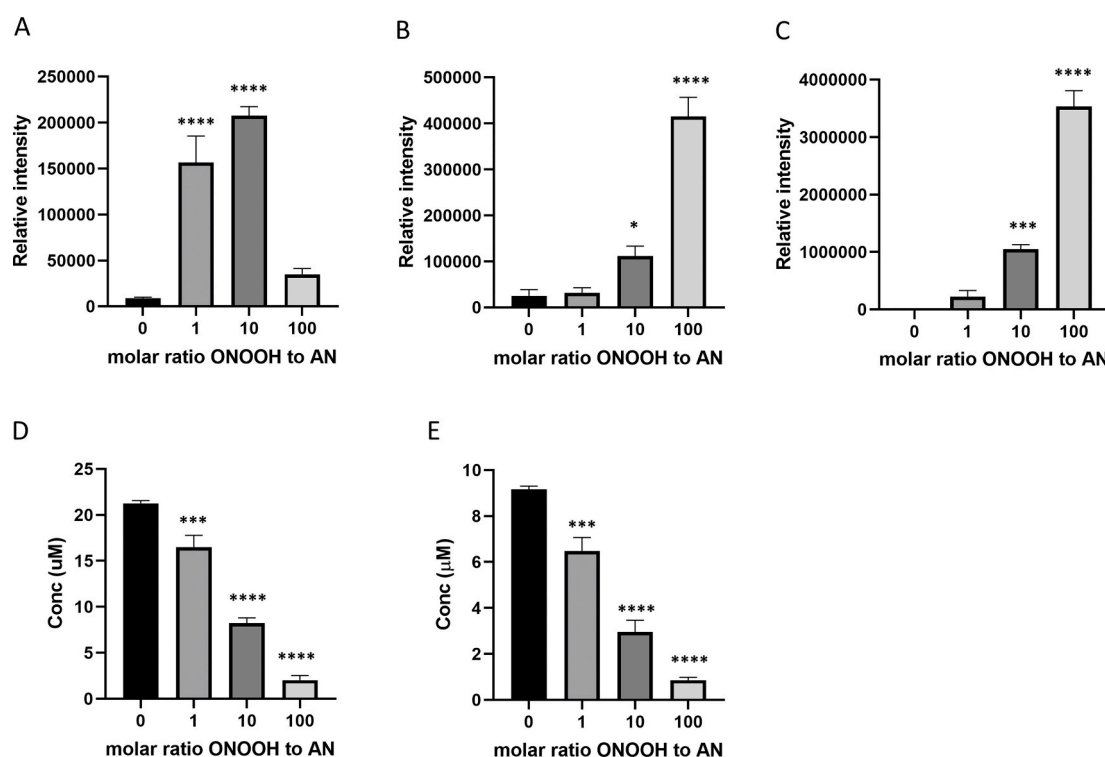 A
Relative intensity
250000
200000
150000
100000
50000
0
****
****
0 1 10 100
molar ratio ONOOH to AN
B
Relative intensity
500000
400000
300000
200000
100000
0
*
****
0 1 10 100
molar ratio ONOOH to AN
C
Relative intensity
4000000
3000000
2000000
1000000
0
***
****
0 1 10 100
molar ratio ONOOH to AN
D
Conc (uM)
25
20
15
10
5
0
***
****
****
0 1 10 100
molar ratio ONOOH to AN
E
Conc (μM)
10
8
6
4
2
0
***
****
****
0 1 10 100
molar ratio ONOOH to AN